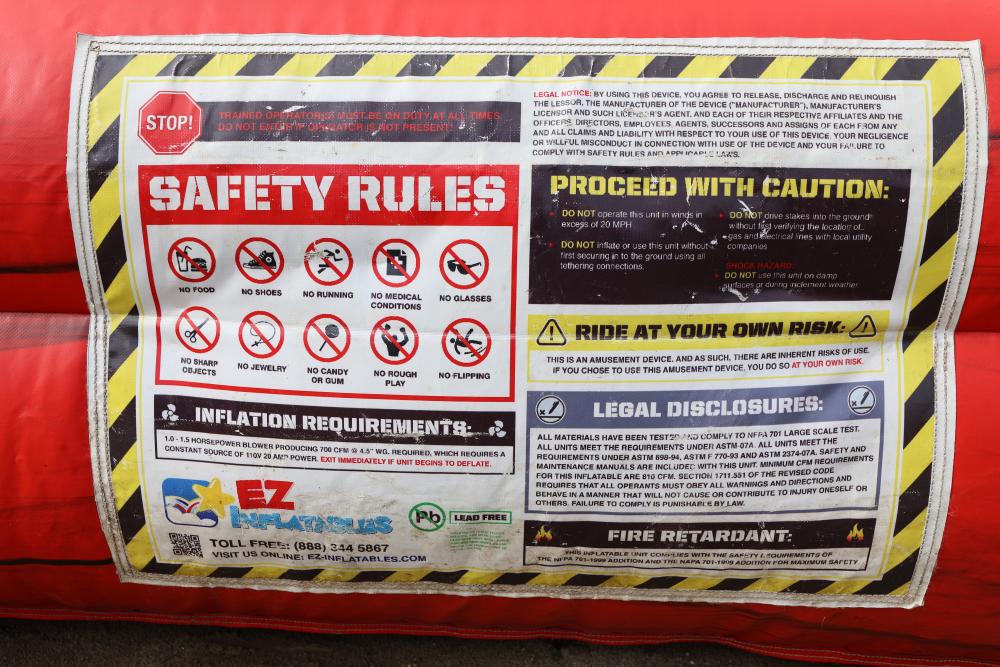 STOP!
TRAINED OPERATOR(S) MUST BE ON DUTY AT ALL TIMES.
DO NOT ENTER IF OPERATOR IS NOT PRESENT!
SAFETY RULES
NO FOOD
NO SHOES
NO RUNNING
NO MEDICAL
CONDITIONS
NO GLASSES
NO SHARP
OBJECTS
NO JEWELRY
NO CANDY
OR GUM
NO ROUGH
PLAY
NO FLIPPING
INFLATION REQUIREMENTS:
1.0 - 1.5 HORSEPOWER BLOWER PRODUCING 700 CFM @ 4.5" WG. REQUIRED, WHICH REQUIRES A
CONSTANT SOURCE OF 110V 20 AMP POWER. EXIT IMMEDIATELY IF UNIT BEGINS TO DEFLATE.
EZ
INFLATABLES
Pb
LEAD FREE
TOLL FREE: (888) 344 5867
VISIT US ONLINE: EZ-INFLATABLES.COM
LEGAL NOTICE: BY USING THIS DEVICE, YOU AGREE TO RELEASE, DISCHARGE AND RELINQUISH
THE LESSOR, THE MANUFACTURER OF THE DEVICE ("MANUFACTURER"), MANUFACTURER'S
LICENSOR AND SUCH LICENSOR'S AGENT, AND EACH OF THEIR RESPECTIVE AFFILIATES AND THE
OFFICERS, DIRECTORS, EMPLOYEES, AGENTS, SUCCESSORS AND ASSIGNS OF EACH FROM ANY
AND ALL CLAIMS AND LIABILITY WITH RESPECT TO YOUR USE OF THIS DEVICE, YOUR NEGLIGENCE
OR WILLFUL MISCONDUCT IN CONNECTION WITH USE OF THE DEVICE AND YOUR FAILURE TO
COMPLY WITH SAFETY RULES AND APPLICABLE LAWS.
PROCEED WITH CAUTION:
• DO NOT operate this unit in winds in
excess of 20 MPH
• DO NOT inflate or use this unit without
first securing in to the ground using all
tethering connections.
• DO NOT drive stakes into the ground
without first verifying the location of
gas and electrical lines with local utility
companies
• SHOCK HAZARD:
DO NOT use this unit on damp
surfaces or during inclement weather.
RIDE AT YOUR OWN RISK:
THIS IS AN AMUSEMENT DEVICE. AND AS SUCH, THERE ARE INHERENT RISKS OF USE.
IF YOU CHOSE TO USE THIS AMUSEMENT DEVICE, YOU DO SO AT YOUR OWN RISK.
LEGAL DISCLOSURES:
ALL MATERIALS HAVE BEEN TESTED AND COMPLY TO NFPA 701 LARGE SCALE TEST.
ALL UNITS MEET THE REQUIREMENTS UNDER ASTM-07A. ALL UNITS MEET THE
REQUIREMENTS UNDER ASTM 698-94, ASTM F 770-93 AND ASTM 2374-07A. SAFETY AND
MAINTENANCE MANUALS ARE INCLUDED WITH THIS UNIT. MINIMUM CFM REQUIREMENTS
FOR THIS INFLATABLE ARE 810 CFM. SECTION 1711.551 OF THE REVISED CODE
REQUIRES THAT ALL OPERANTS MUST OBEY ALL WARNINGS AND DIRECTIONS AND
BEHAVE IN A MANNER THAT WILL NOT CAUSE OR CONTRIBUTE TO INJURY ONESELF OR
OTHERS. FAILURE TO COMPLY IS PUNISHABLE BY LAW.
FIRE RETARDANT:
THIS INFLATABLE UNIT COMPLIES WITH THE SAFETY REQUIREMENTS OF
THE NFPA 701-1999 ADDITION AND THE NAPA 701-1999 ADDITION FOR MAXIMUM SAFETY